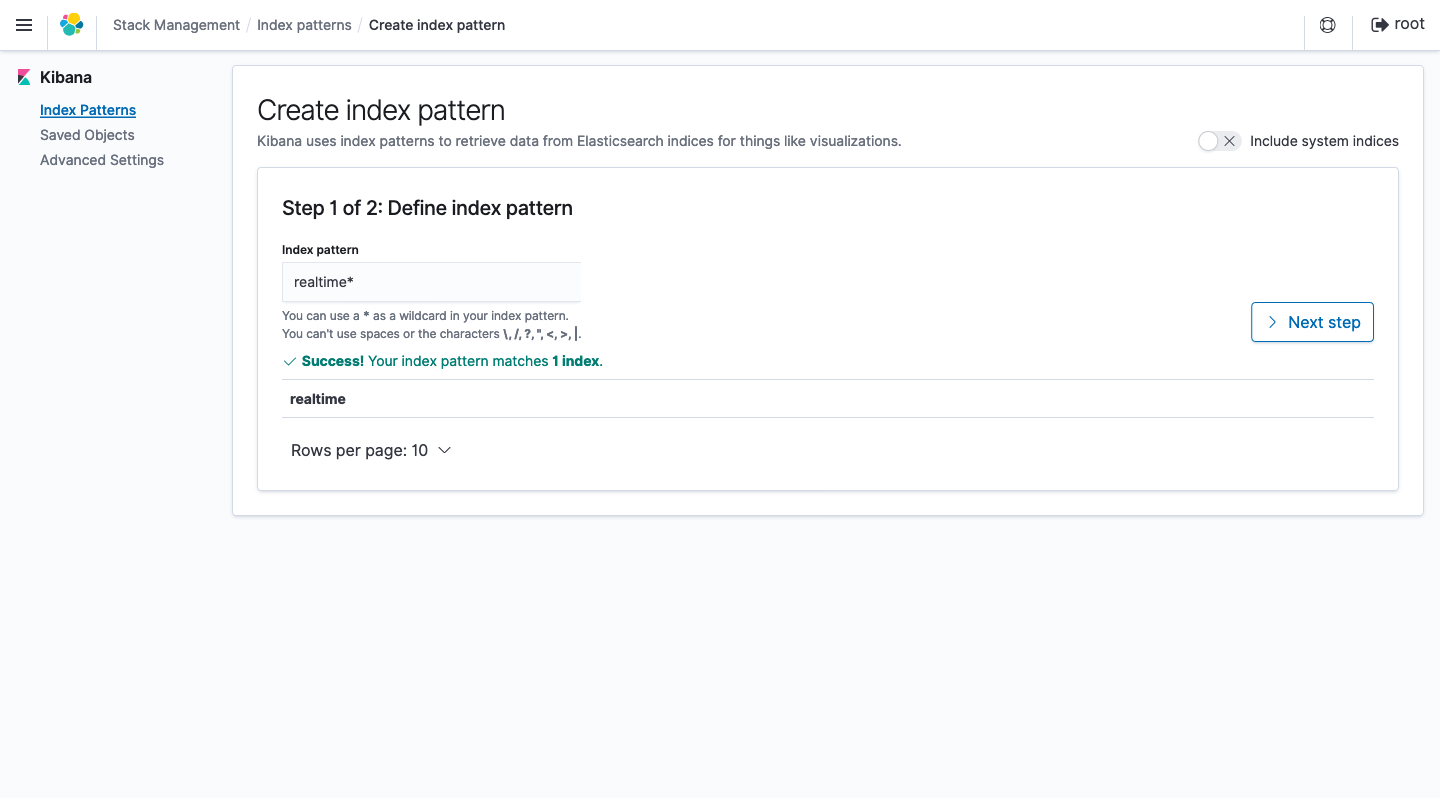 Stack Management / Index patterns / Create index pattern
root
Kibana
Index Patterns
Saved Objects
Advanced Settings
Create index pattern
Kibana uses index patterns to retrieve data from Elasticsearch indices for things like visualizations.
Include system indices
Step 1 of 2: Define index pattern
Index pattern
realtime*
You can use a * as a wildcard in your index pattern.
You can't use spaces or the characters \, /, ?, ", <, >, |.
Next step
Success! Your index pattern matches 1 index.
realtime
Rows per page: 10